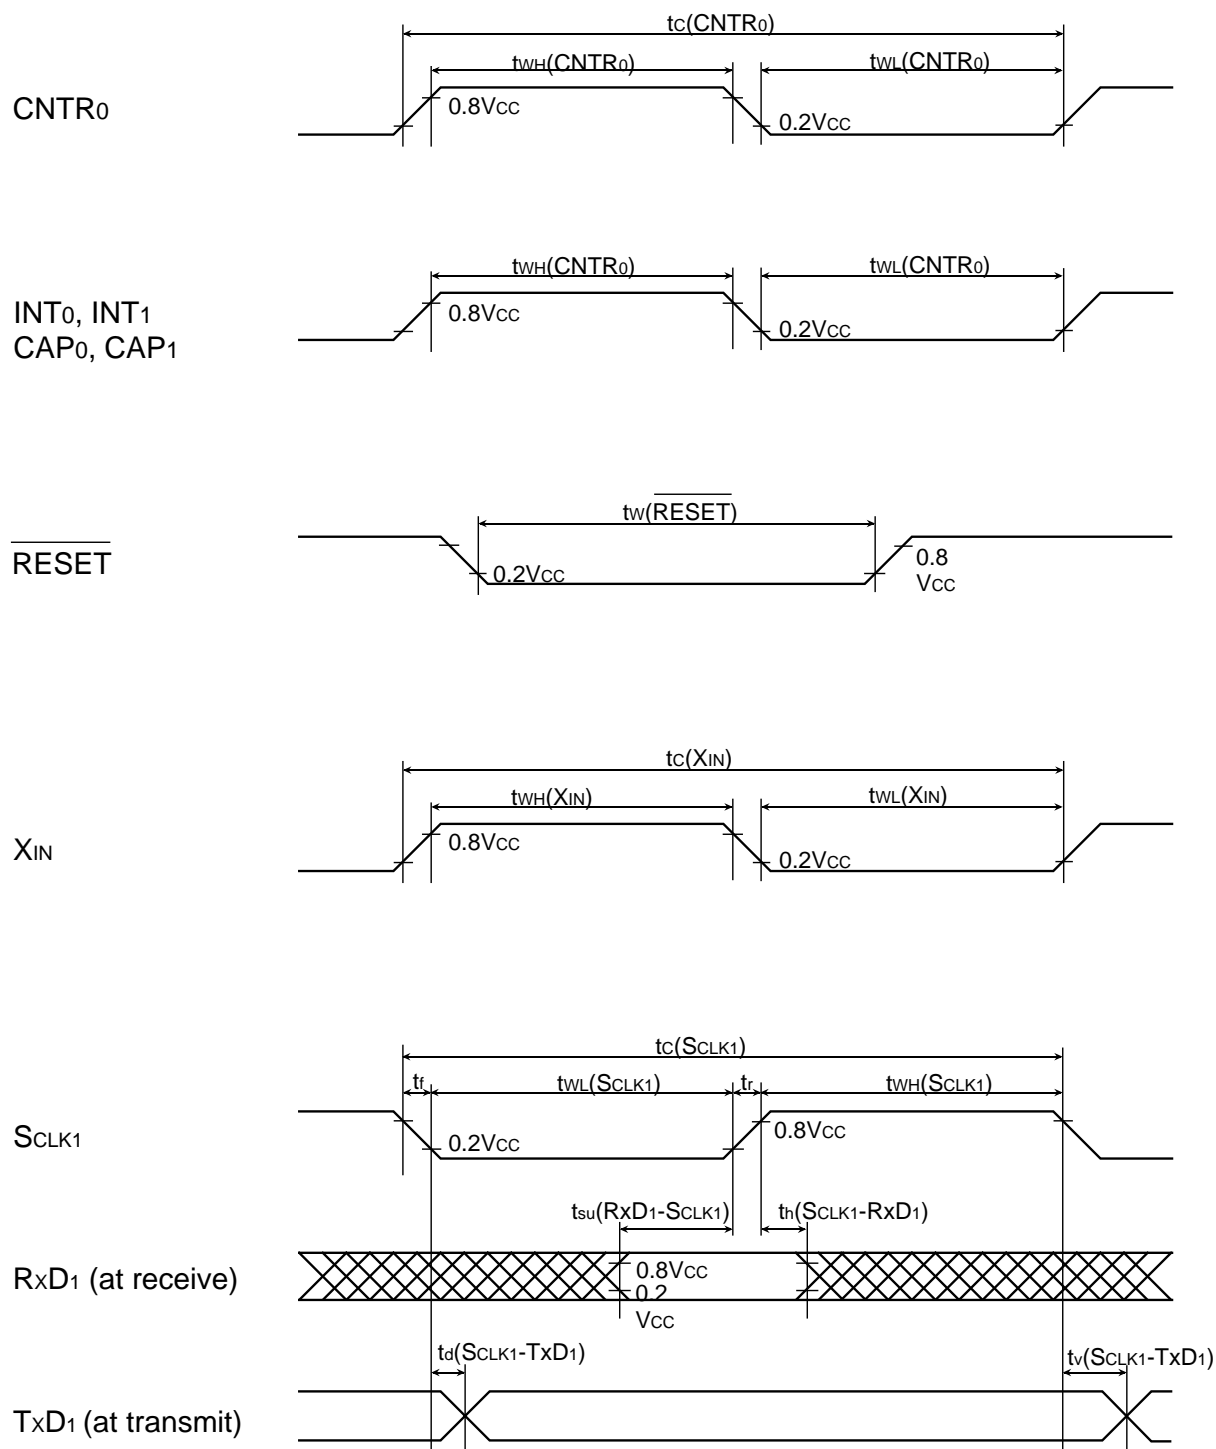 tC(CNTR0)
tWH(CNTR0) tWL(CNTR0)
CNTR0
0.8VCC
0.2VCC
tWH(CNTR0) tWL(CNTR0)
INT0, INT1
CAP0, CAP1
0.8VCC
0.2VCC
tW(RESET)
RESET
0.2VCC
0.8
VCC
tC(XIN)
tWH(XIN) tWL(XIN)
XIN
0.8VCC
0.2VCC
tC(SCLK1)
tf tWL(SCLK1) tr tWH(SCLK1)
SCLK1
0.2VCC
0.8VCC
tsu(RxD1-SCLK1) th(SCLK1-RxD1)
RXD1 (at receive)
0.8VCC
0.2
VCC
td(SCLK1-TxD1) tv(SCLK1-TxD1)
TXD1 (at transmit)